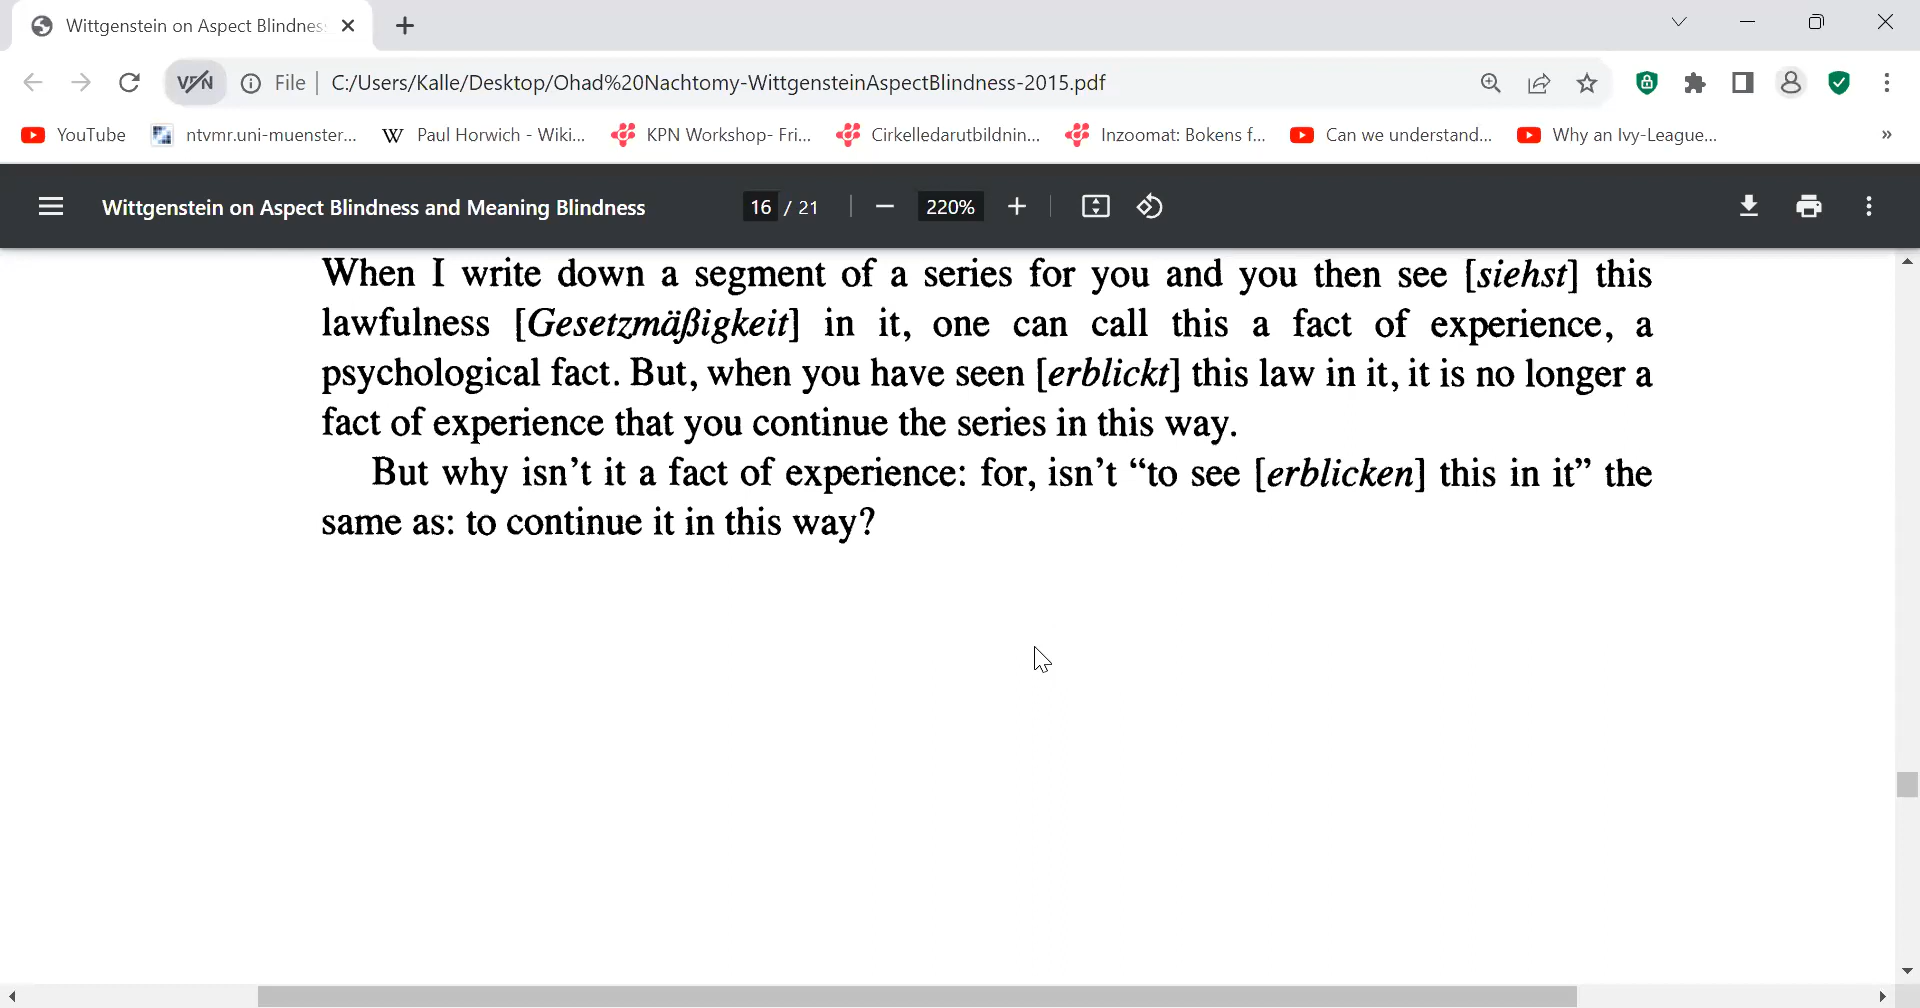 Wittgenstein on Aspect Blindnes
VPN File C:/Users/Kalle/Desktop/Ohad%20Nachtomy-WittgensteinAspectBlindness-2015.pdf
YouTube ntvmr.uni-muenster... W Paul Horwich - Wiki... KPN Workshop- Fri... Cirkelledarutbildnin... Inzoomat: Bokens f... Can we understand... Why an Ivy-League... »
Wittgenstein on Aspect Blindness and Meaning Blindness 16 / 21 220%
When I write down a segment of a series for you and you then see [siehst] this
lawfulness [Gesetzmäßigkeit] in it, one can call this a fact of experience, a
psychological fact. But, when you have seen [erblickt] this law in it, it is no longer a
fact of experience that you continue the series in this way.
But why isn’t it a fact of experience: for, isn’t “to see [erblicken] this in it” the
same as: to continue it in this way?